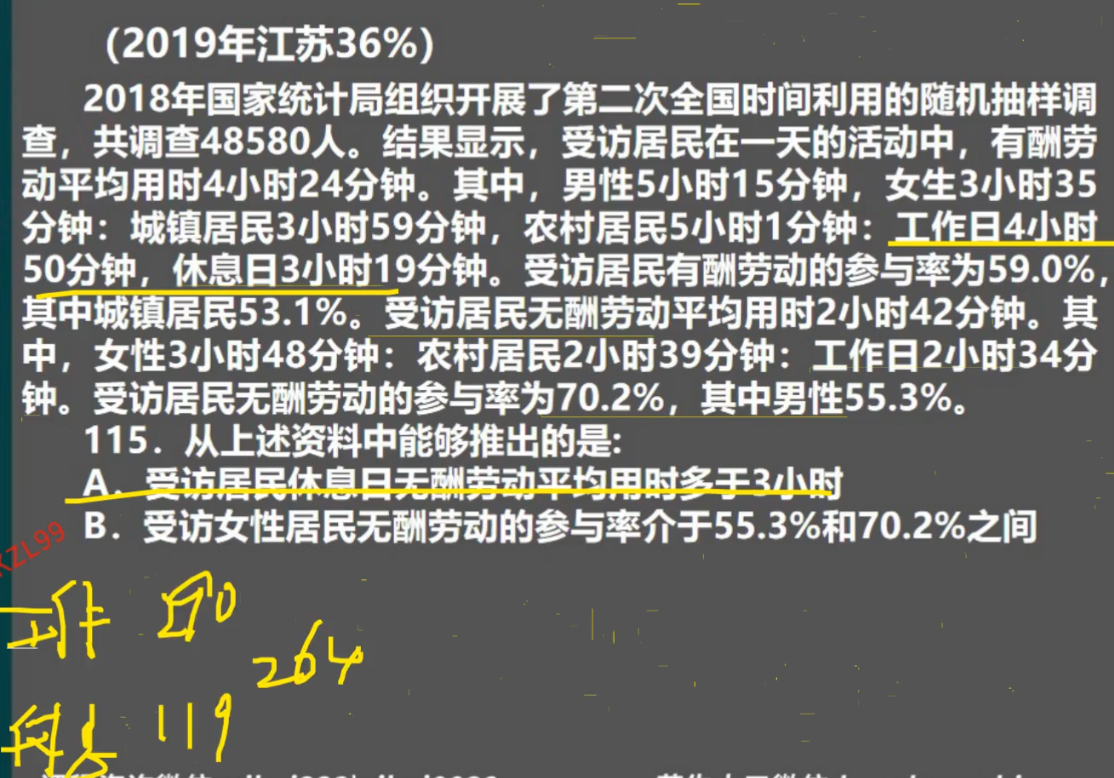 （2019年江苏36%）
2018年国家统计局组织开展了第二次全国时间利用的随机抽样调
查，共调查48580人。结果显示，受访居民在一天的活动中，有酬劳
动平均用时4小时24分钟。其中，男性5小时15分钟，女生3小时35
分钟：城镇居民3小时59分钟，农村居民5小时1分钟：工作日4小时
50分钟，休息日3小时19分钟。受访居民有酬劳动的参与率为59.0%，
其中城镇居民53.1%。受访居民无酬劳动平均用时2小时42分钟。其
中，女性3小时48分钟：农村居民2小时39分钟：工作日2小时34分
钟。受访居民无酬劳动的参与率为70.2%，其中男性55.3%。
115．从上述资料中能够推出的是：
A．受访居民休息日无酬劳动平均用时多于3小时
B．受访女性居民无酬劳动的参与率介于55.3%和70.2%之间
KZL99
工作
264
119